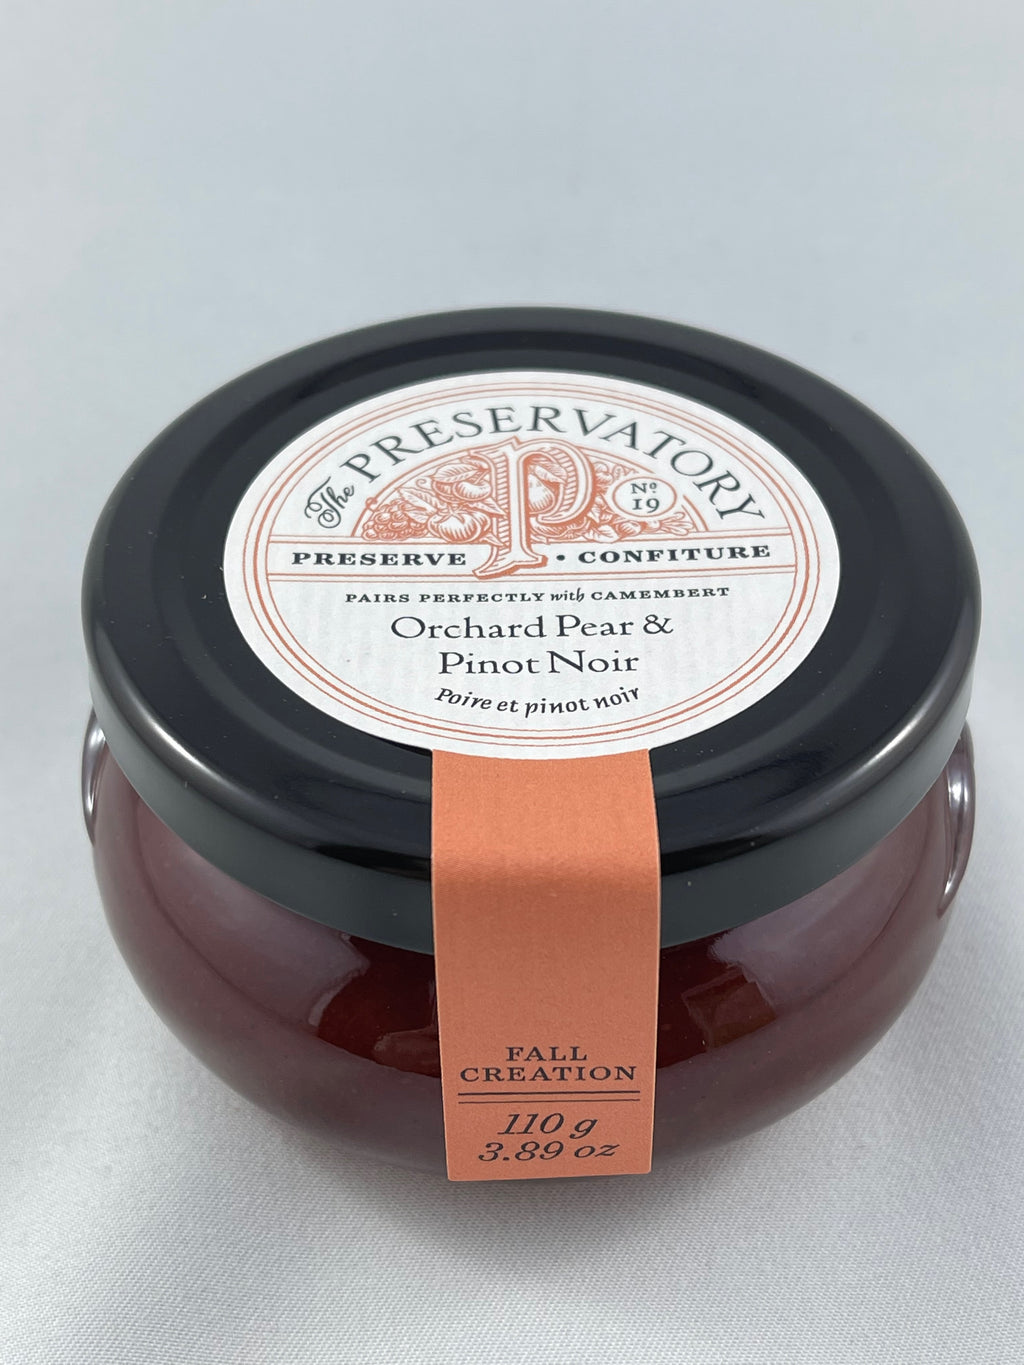 The PRESERVATORY
P
Nº
19
PRESERVE • CONFITURE
PAIRS PERFECTLY with CAMEMBERT
Orchard Pear &
Pinot Noir
Poire et pinot noir
FALL
CREATION
110 g
3.89 oz